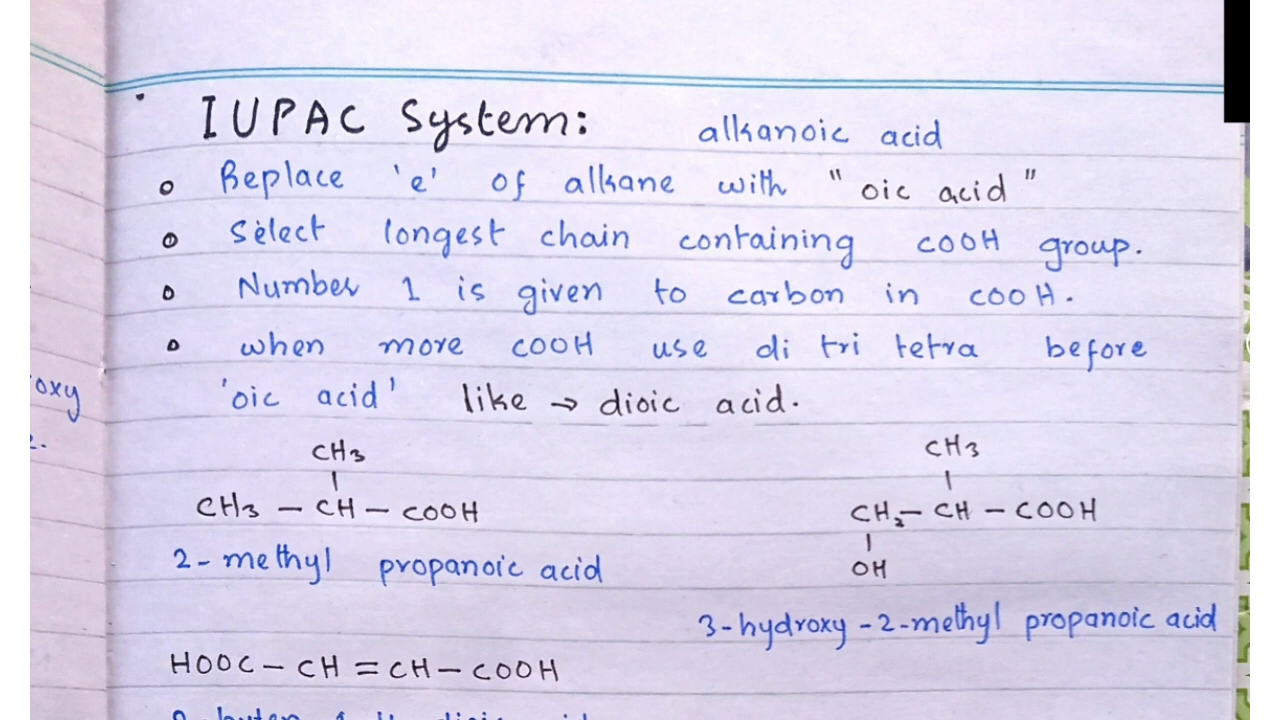 IUPAC System:
alkanoic acid
Replace 'e' of alkane with "oic acid"
Select longest chain containing COOH group.
Number 1 is given to carbon in COOH.
when more COOH use di tri tetra before
'oic acid' like → dioic acid.
oxy
CH3
CH3 – CH – COOH
2-methyl propanoic acid
CH3
CH2 – CH – COOH
OH
3-hydroxy-2-methyl propanoic acid
HOOC – CH = CH – COOH